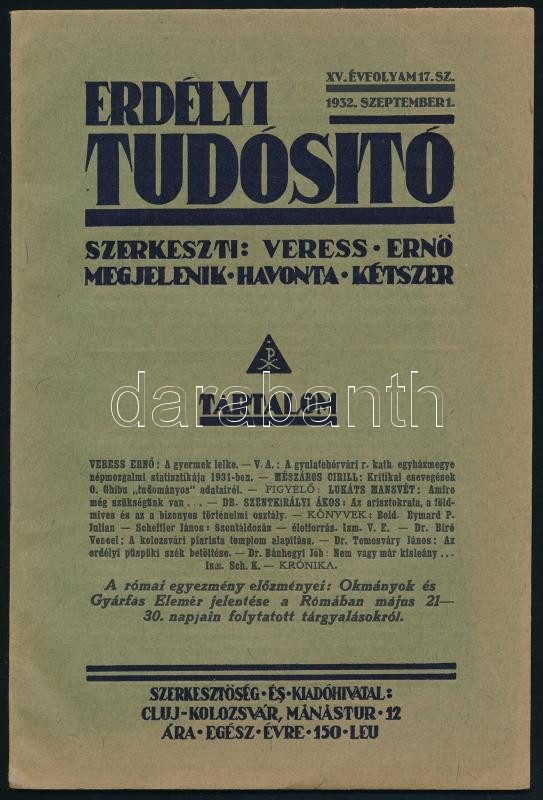 XV. ÉVFOLYAM 17. SZ.
1932. SZEPTEMBER 1.
ERDÉLYI
TUDÓSITÓ
SZERKESZTI: VERESS · ERNŐ
MEGJELENIK · HAVONTA · KÉTSZER
P
darabanth
TARTALOM
VERESS ERNŐ: A gyermek lelke. — V. A.: A gyulafehérvári r. kath. egyházmegye
népmozgalmi statisztikája 1931-ben. — MÉSZÁROS CIRILL: Kritikai esevegések
O. Ghibu „tudományos" adatairól. — FIGYELŐ: LUKÁTS MANSVÉT: Amire
még szükségünk van . . . — DR. SZENTKIRÁLYI ÁKOS: Az arisztokrata, a föld-
míves és az a bizonyos történelmi osztály. — KÖNYVEK: Bold. Eymard P.
Julian — Scheffler János: Szentáldozás — életforrás. Ism. V. E. — Dr. Biró
Vencel: A kolozsvári piarista templom alapítása. — Dr. Temesváry János: Az
erdélyi püspöki szék betöltése. — Dr. Bánhegyi Jób: Nem vagy már kisleány . . .
Ism. Sch. K. — KRÓNIKA.
A római egyezmény előzményei: Okmányok és
Gyárfás Elemér jelentése a Rómában május 21—
30. napjain folytatott tárgyalásokról.
SZERKESZTŐSÉG · ÉS · KIADÓHIVATAL:
CLUJ-KOLOZSVÁR, MĂNĂSTUR · 12
ÁRA · EGÉSZ · ÉVRE · 150 · LEU